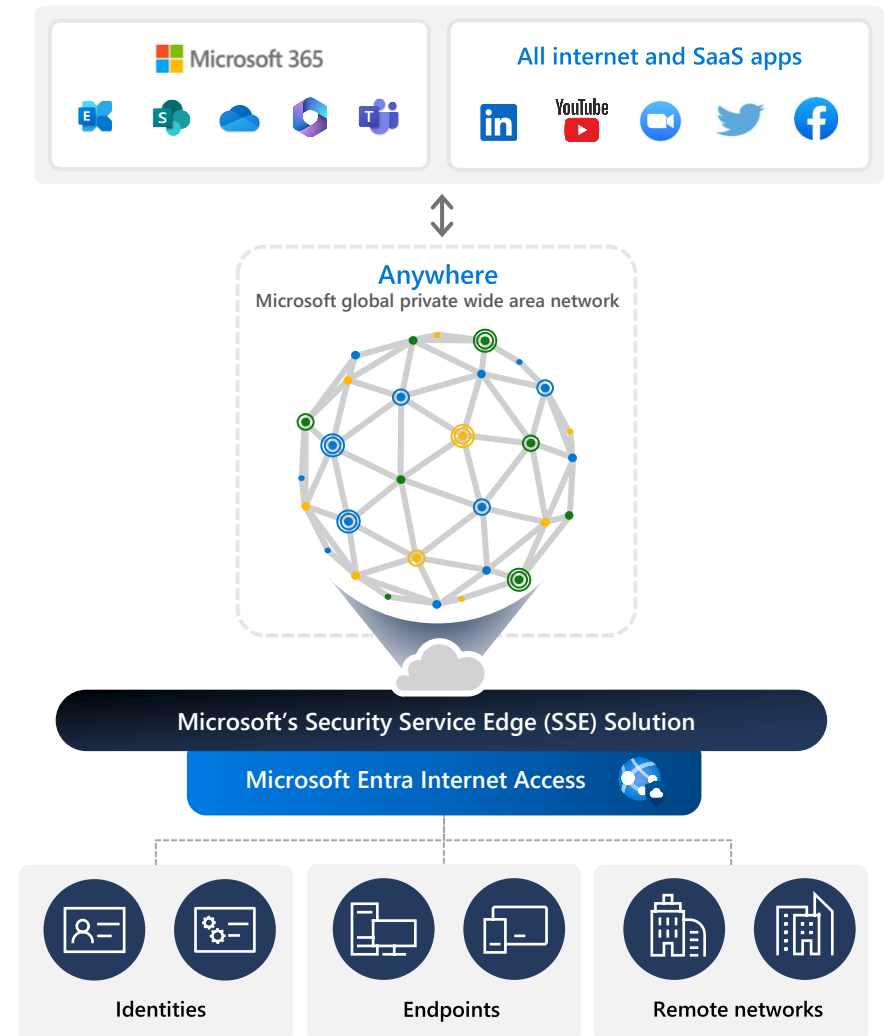 Microsoft 365
All internet and SaaS apps
E
S
T
in
YouTube
f
Anywhere
Microsoft global private wide area network
Microsoft's Security Service Edge (SSE) Solution
Microsoft Entra Internet Access
Identities
Endpoints
Remote networks